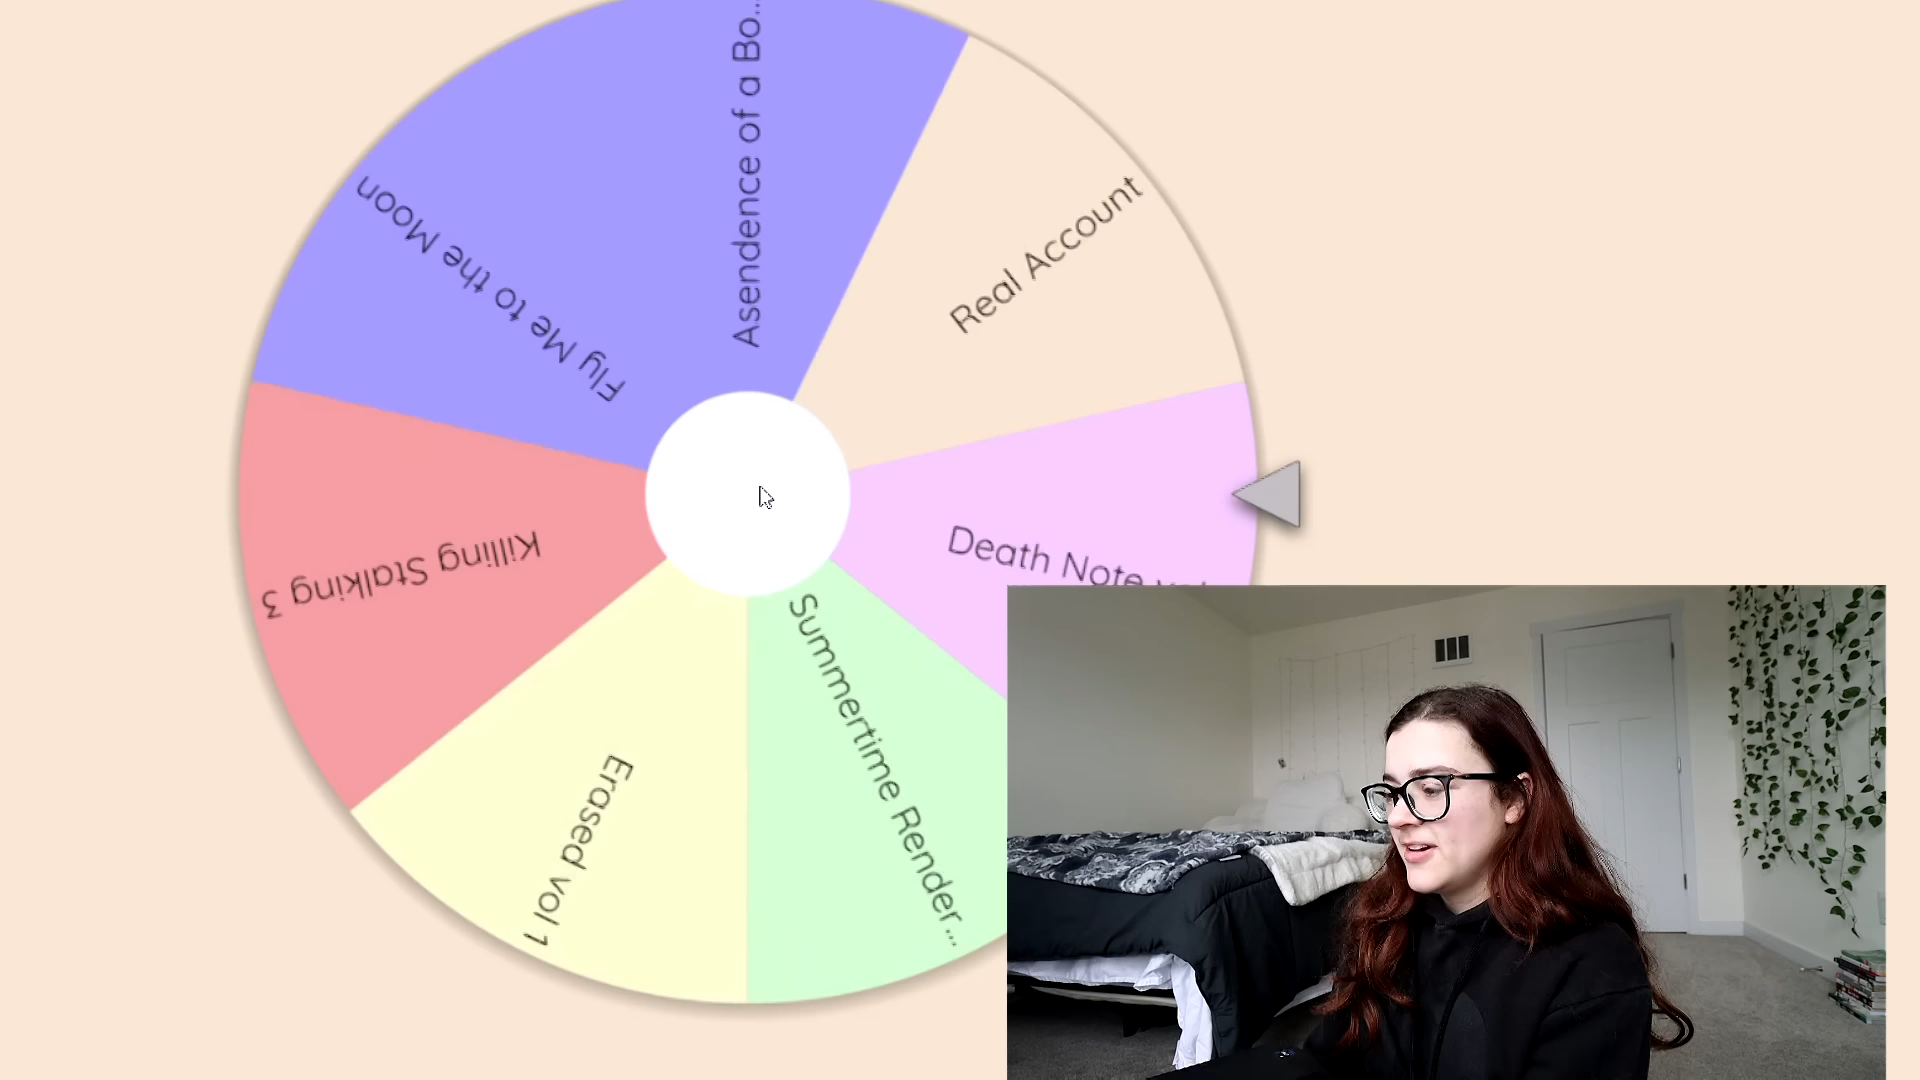 Asendence of a Bo...
Real Account
Fly Me to the Moon
Death Note
Killing Stalking 3
Summertime Render...
Erased vol 1